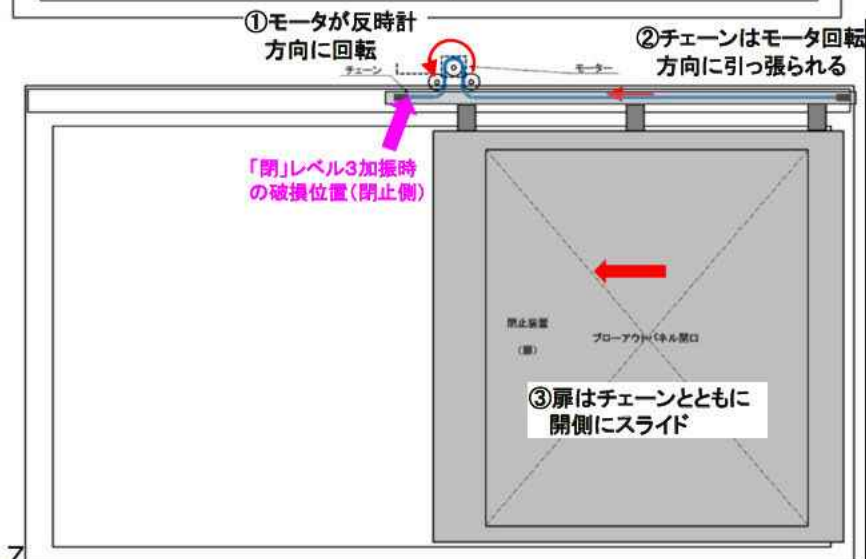 ①モータが反時計
方向に回転
②チェーンはモータ回転
方向に引っ張られる
チェーン
モーター
「閉」レベル3加振時
の破損位置(閉止側)
閉止装置
(扉)
ブローアウトパネル開口
③扉はチェーンとともに
開側にスライド